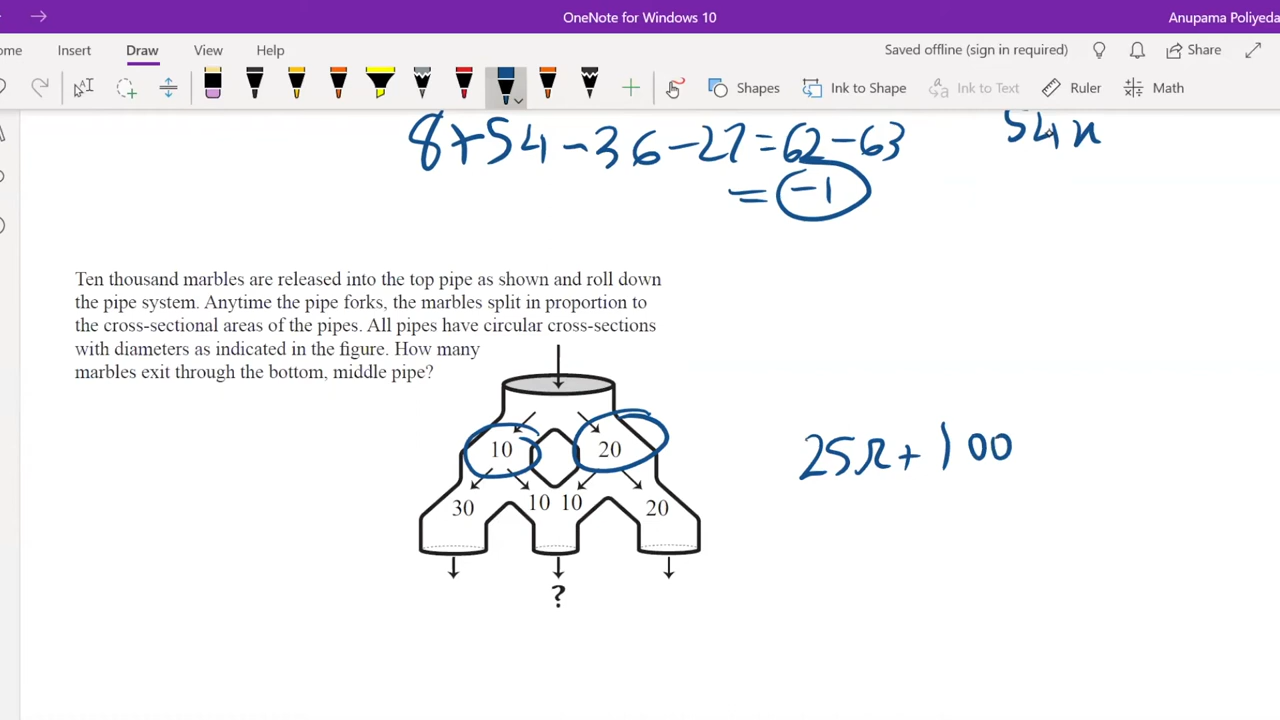 OneNote for Windows 10
Anupama Poliyeda
ome Insert Draw View Help
Saved offline (sign in required) Share
Shapes Ink to Shape Ink to Text Ruler Math
8+54-36-27=62-63
=-1
54x
Ten thousand marbles are released into the top pipe as shown and roll down
the pipe system. Anytime the pipe forks, the marbles split in proportion to
the cross-sectional areas of the pipes. All pipes have circular cross-sections
with diameters as indicated in the figure. How many
marbles exit through the bottom, middle pipe?
10 20
30 10 10 20
?
25π+100